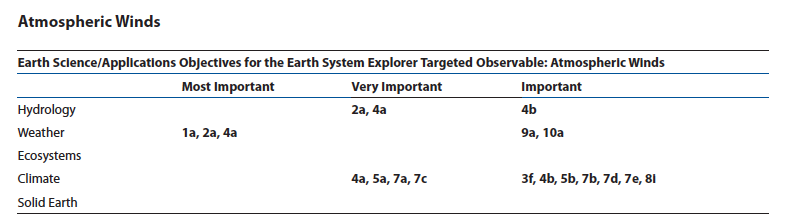 Atmospheric Winds
Earth Science/Applications Objectives for the Earth System Explorer Targeted Observable: Atmospheric Winds
Most Important Very Important Important
Hydrology 2a, 4a 4b
Weather 1a, 2a, 4a 9a, 10a
Ecosystems
Climate 4a, 5a, 7a, 7c 3f, 4b, 5b, 7b, 7d, 7e, 8i
Solid Earth